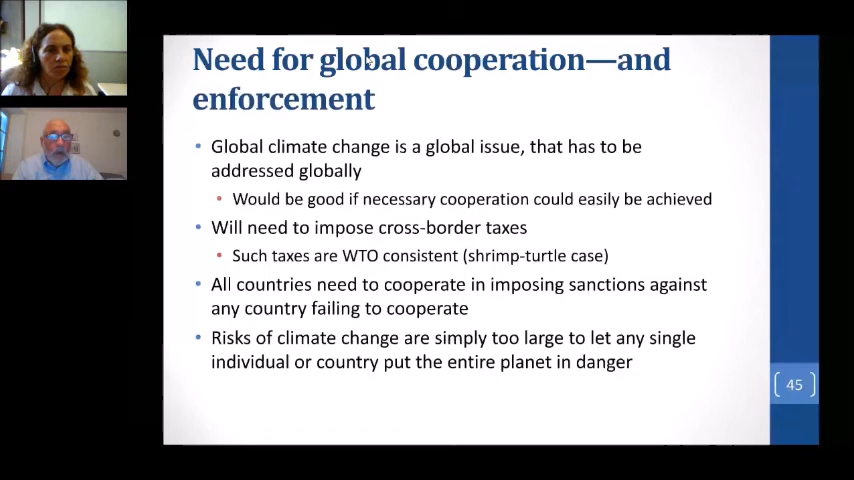 Need for global cooperation—and
enforcement
• Global climate change is a global issue, that has to be
addressed globally
• Would be good if necessary cooperation could easily be achieved
• Will need to impose cross-border taxes
• Such taxes are WTO consistent (shrimp-turtle case)
• All countries need to cooperate in imposing sanctions against
any country failing to cooperate
• Risks of climate change are simply too large to let any single
individual or country put the entire planet in danger
45